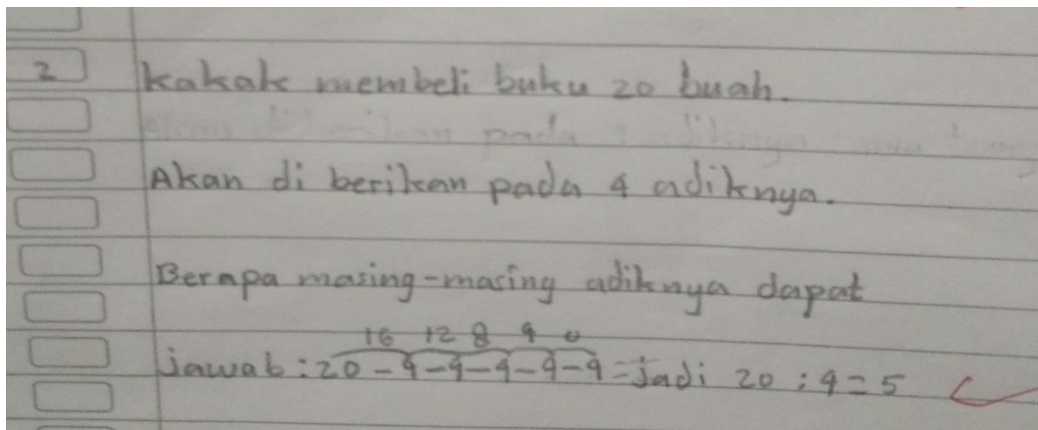 2 Kakak membeli buku 20 buah.
Akan di berikan pada 4 adiknya.
Berapa masing-masing adiknya dapat
16 12 8 4 0
jawab : 20 - 4 - 4 - 4 - 4 - 4 = jadi 20 : 4 = 5